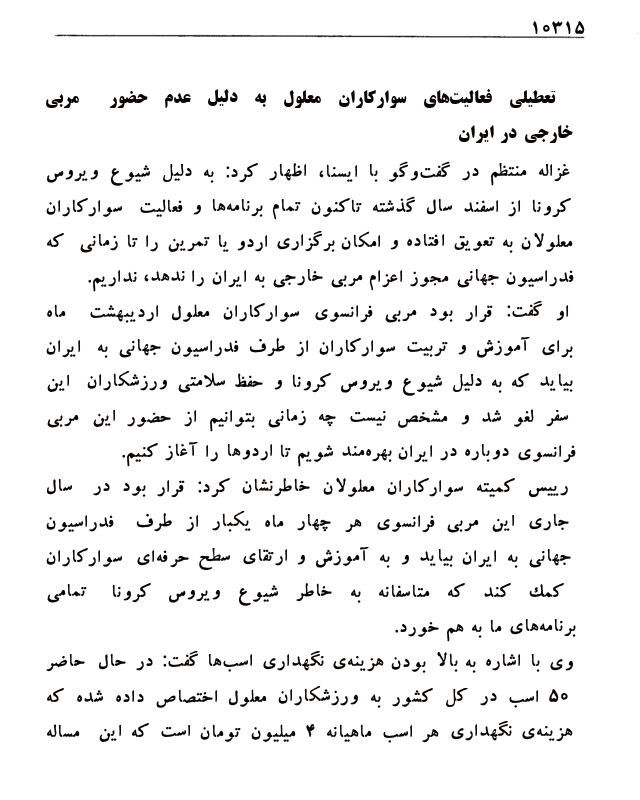 ۱۰۳۱۵
تعطیلی فعالیت‌های سوارکاران معلول به دلیل عدم حضور مربی
خارجی در ایران
غزاله منتظم در گفت‌وگو با ایسنا، اظهار کرد: به دلیل شیوع ویروس
کرونا از اسفند سال گذشته تاکنون تمام برنامه‌ها و فعالیت سوارکاران
معلولان به تعویق افتاده و امکان برگزاری اردو یا تمرین را تا زمانی که
فدراسیون جهانی مجوز اعزام مربی خارجی به ایران را ندهد، نداریم.
او گفت: قرار بود مربی فرانسوی سوارکاران معلول اردیبهشت ماه
برای آموزش و تربیت سوارکاران از طرف فدراسیون جهانی به ایران
بیاید که به دلیل شیوع ویروس کرونا و حفظ سلامتی ورزشکاران این
سفر لغو شد و مشخص نیست چه زمانی بتوانیم از حضور این مربی
فرانسوی دوباره در ایران بهره‌مند شویم تا اردوها را آغاز کنیم.
رییس کمیته سوارکاران معلولان خاطرنشان کرد: قرار بود در سال
جاری این مربی فرانسوی هر چهار ماه یکبار از طرف فدراسیون
جهانی به ایران بیاید و به آموزش و ارتقای سطح حرفه‌ای سوارکاران
کمك کند که متاسفانه به خاطر شیوع ویروس کرونا تمامی
برنامه‌های ما به هم خورد.
وی با اشاره به بالا بودن هزینه‌ی نگهداری اسب‌ها گفت: در حال حاضر
۵۰ اسب در کل کشور به ورزشکاران معلول اختصاص داده شده که
هزینه‌ی نگهداری هر اسب ماهیانه ۴ میلیون تومان است که این مساله